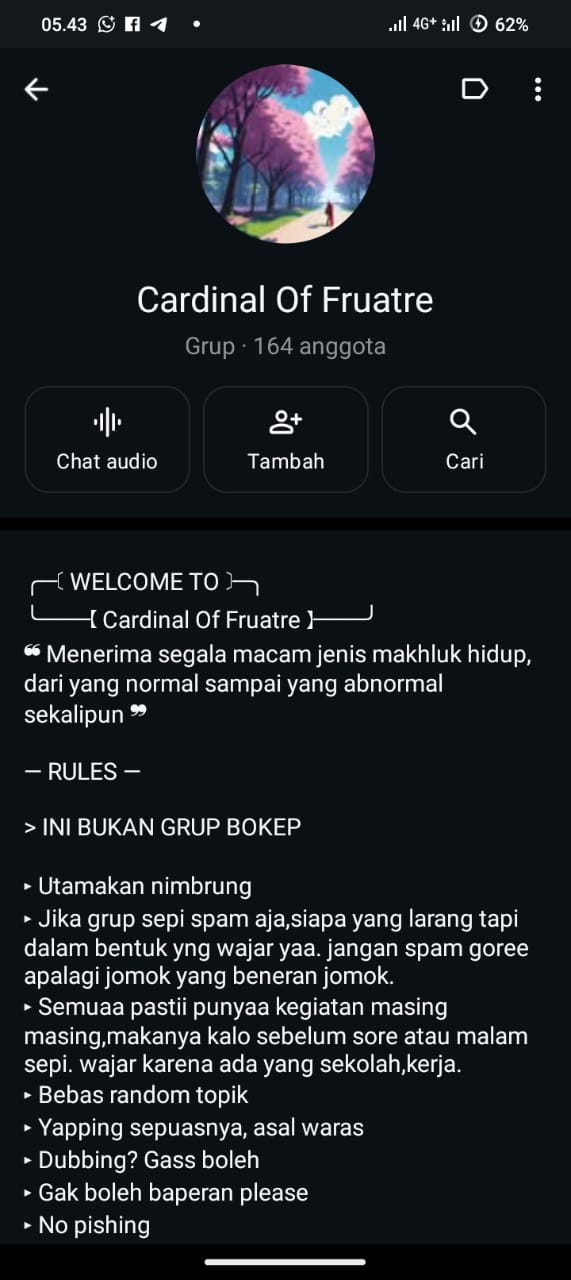 05.43 4G+ 62%
Cardinal Of Fruatre
Grup · 164 anggota
Chat audio Tambah Cari
╭─〔 WELCOME TO 〕─╮
╰───【 Cardinal Of Fruatre 】───╯
❝ Menerima segala macam jenis makhluk hidup,
dari yang normal sampai yang abnormal
sekalipun ❞
— RULES —
> INI BUKAN GRUP BOKEP
‣ Utamakan nimbrung
‣ Jika grup sepi spam aja,siapa yang larang tapi
dalam bentuk yng wajar yaa. jangan spam goree
apalagi jomok yang beneran jomok.
‣ Semuaa pastii punyaa kegiatan masing
masing,makanya kalo sebelum sore atau malam
sepi. wajar karena ada yang sekolah,kerja.
‣ Bebas random topik
‣ Yapping sepuasnya, asal waras
‣ Dubbing? Gass boleh
‣ Gak boleh baperan please
‣ No pishing